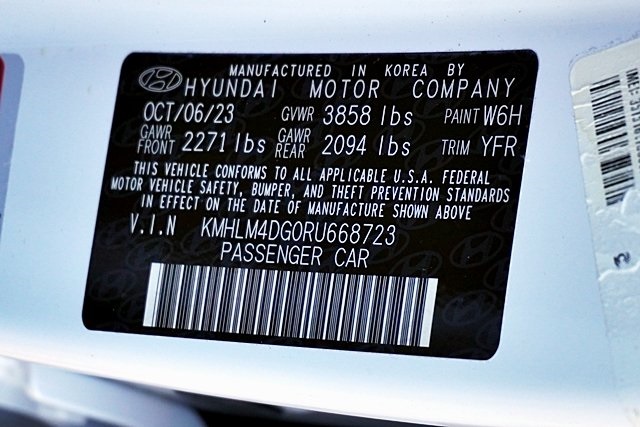 MANUFACTURED IN KOREA BY
HYUNDAI MOTOR COMPANY
OCT/06/23 GVWR 3858 lbs PAINT W6H
GAWR FRONT 2271 lbs GAWR REAR 2094 lbs TRIM YFR
THIS VEHICLE CONFORMS TO ALL APPLICABLE U.S.A. FEDERAL
MOTOR VEHICLE SAFETY, BUMPER, AND THEFT PREVENTION STANDARDS
IN EFFECT ON THE DATE OF MANUFACTURE SHOWN ABOVE
V.I.N KMHLM4DG0RU668723
PASSENGER CAR